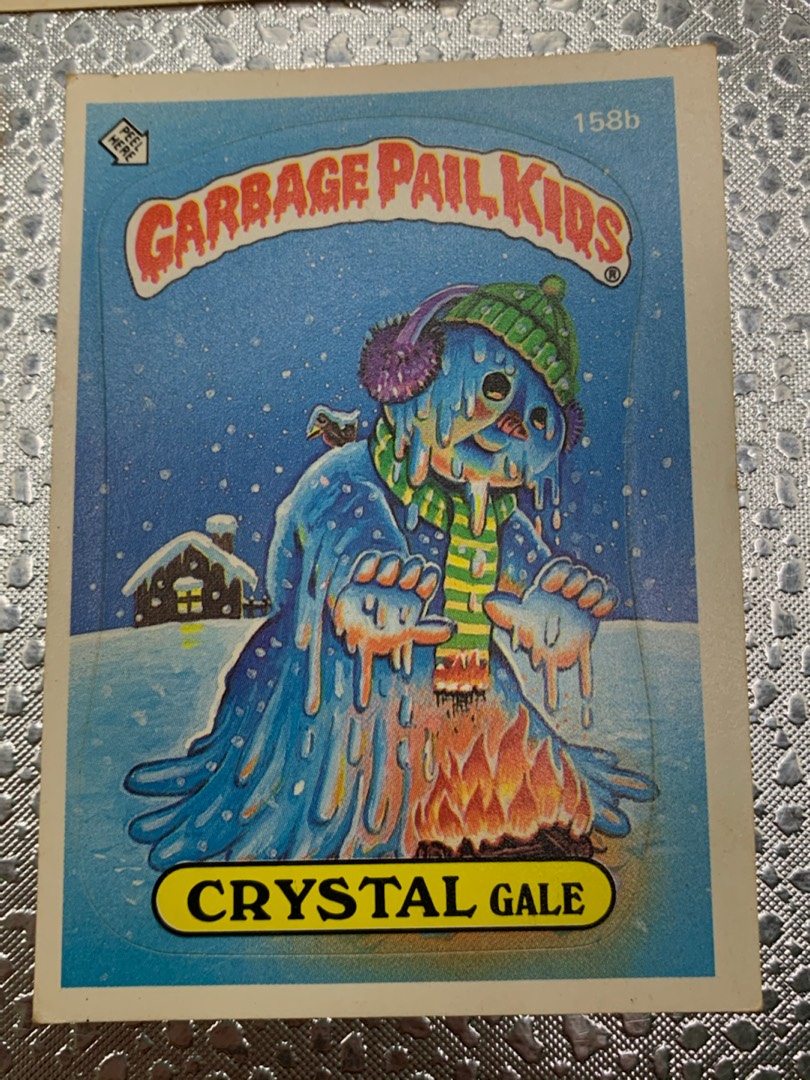 158b
PEEL
HERE
GARBAGE PAIL KIDS
®
CRYSTAL GALE